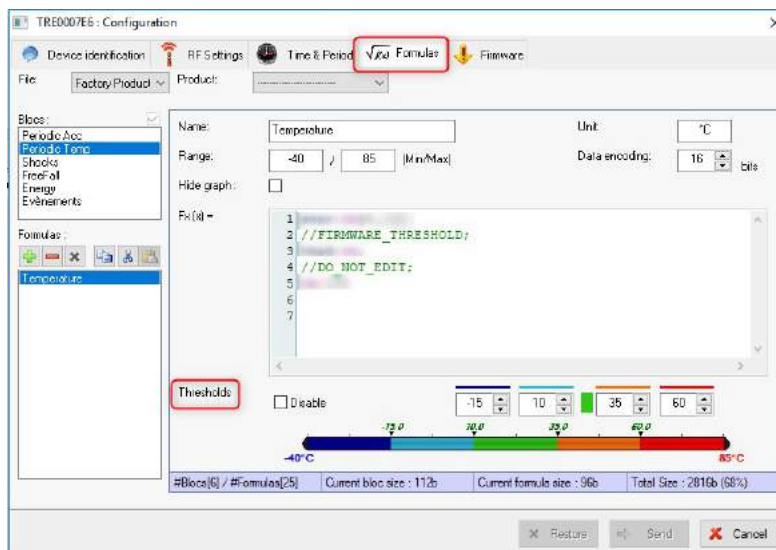 TRE0007E6 : Configuration
Device identification RF Settings Time & Period √f(x) Formulas Firmware
File: Factory Product Product: --------------------
Blocs :
Periodic Acc
Periodic Temp
Shocks
FreeFall
Energy
Evènements
Formulas :
Temperature
Name: Temperature Unit °C
Range: -40 / 85 (Min/Max) Data encoding: 16 bits
Hide graph:
Fx(x) =
1
2 //FIRMWARE_THRESHOLD;
3
4 //DO_NOT_EDIT;
5
6
7
Thresholds Disable -15 10 35 60
-15.0 10.0 35.0 60.0
-40°C 85°C
#Blocs[6] / #Formulas[25] Current bloc size : 112b Current formula size : 96b Total Size : 2816b (68%)
Restore Send Cancel